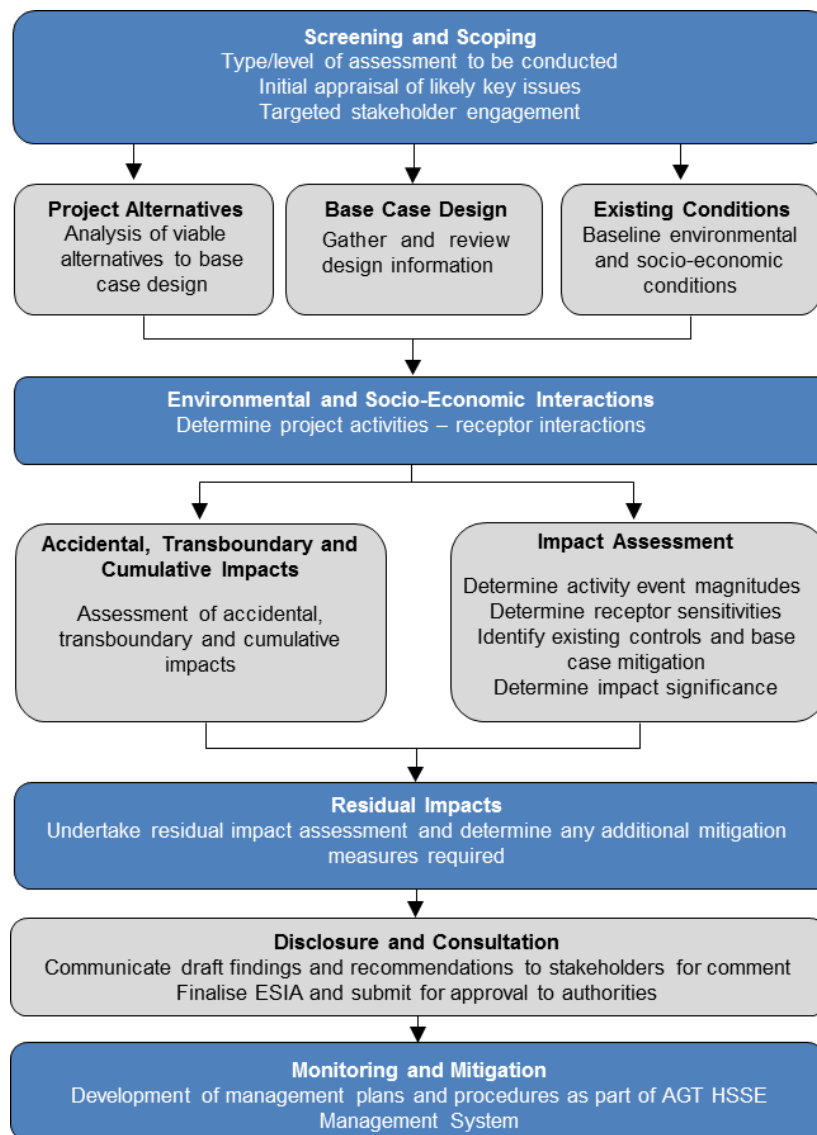 Screening and Scoping
Type/level of assessment to be conducted
Initial appraisal of likely key issues
Targeted stakeholder engagement
Project Alternatives
Analysis of viable
alternatives to base
case design
Base Case Design
Gather and review
design information
Existing Conditions
Baseline environmental
and socio-economic
conditions
Environmental and Socio-Economic Interactions
Determine project activities – receptor interactions
Accidental, Transboundary and
Cumulative Impacts
Assessment of accidental,
transboundary and cumulative
impacts
Impact Assessment
Determine activity event magnitudes
Determine receptor sensitivities
Identify existing controls and base
case mitigation
Determine impact significance
Residual Impacts
Undertake residual impact assessment and determine any additional mitigation
measures required
Disclosure and Consultation
Communicate draft findings and recommendations to stakeholders for comment
Finalise ESIA and submit for approval to authorities
Monitoring and Mitigation
Development of management plans and procedures as part of AGT HSSE
Management System